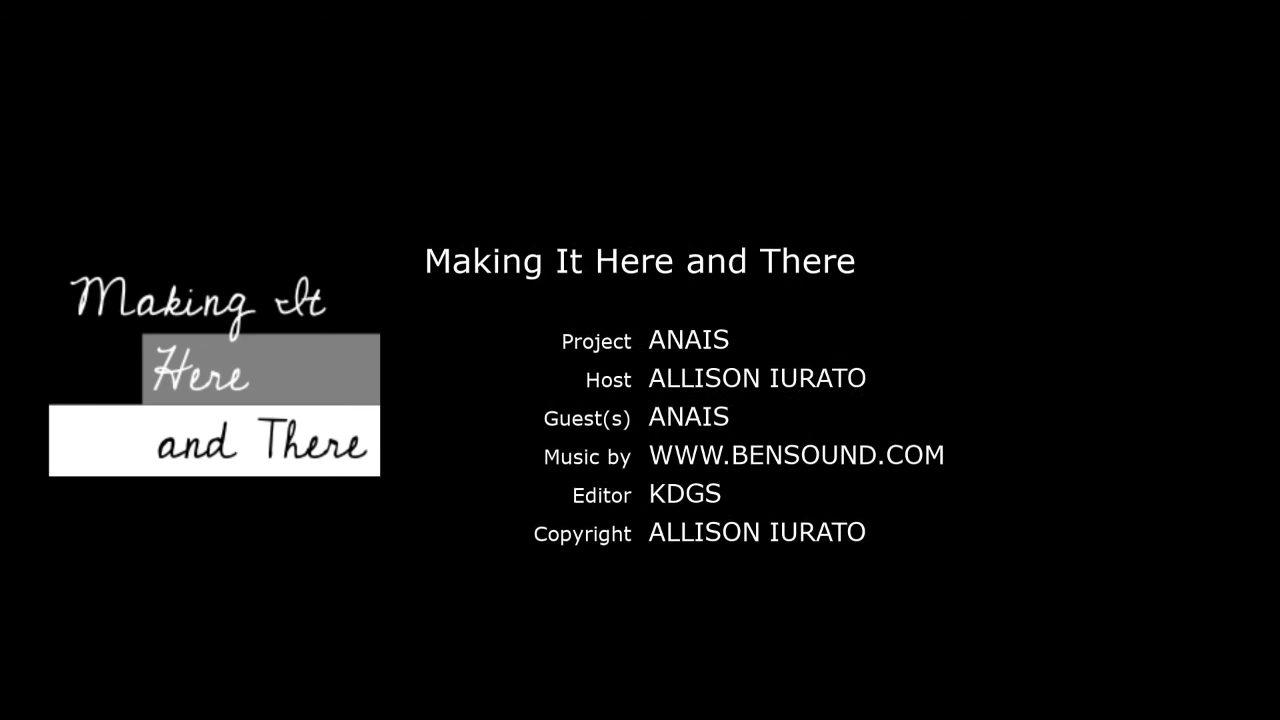 Making It
Here
and There
Making It Here and There
Project ANAIS
Host ALLISON IURATO
Guest(s) ANAIS
Music by WWW.BENSOUND.COM
Editor KDGS
Copyright ALLISON IURATO